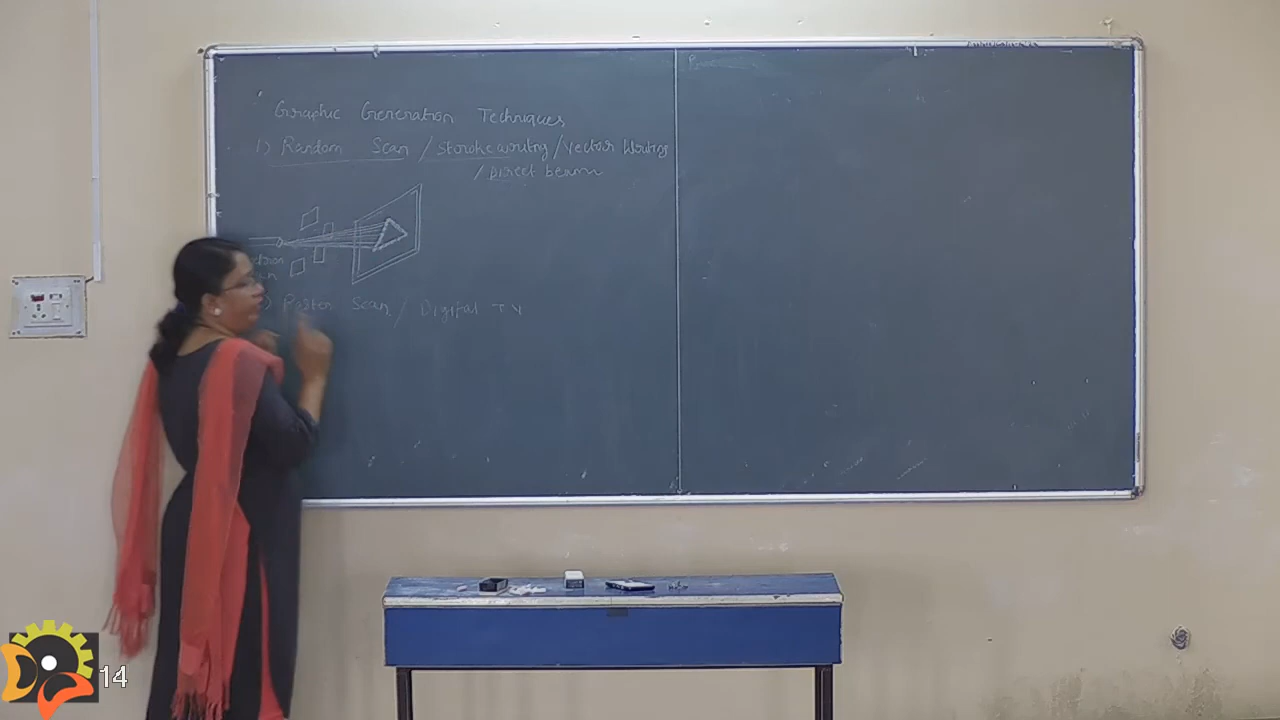 Graphic Generation Techniques
1) Random Scan / Stroke writing / Vector Writing
/ Direct beam
Raster Scan / Digital TV
14